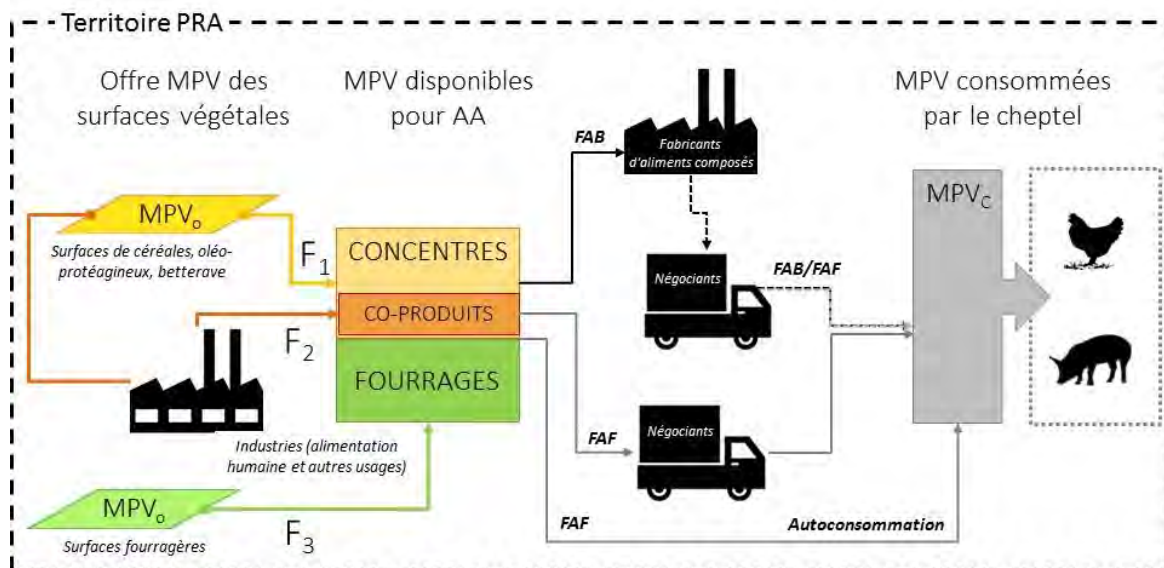 Territoire PRA
Offre MPV des
surfaces végétales
MPV disponibles
pour AA
MPV consommées
par le cheptel
FAB
Fabricants
d'aliments composés
MPVo
Surfaces de céréales, oléo-
protéagineux, betterave
F1
CONCENTRES
MPVC
Négociants
FAB/FAF
CO-PRODUITS
F2
FOURRAGES
Industries (alimentation
humaine et autres usages)
FAF
Négociants
MPVo
Surfaces fourragères
F3
FAF
Autoconsommation